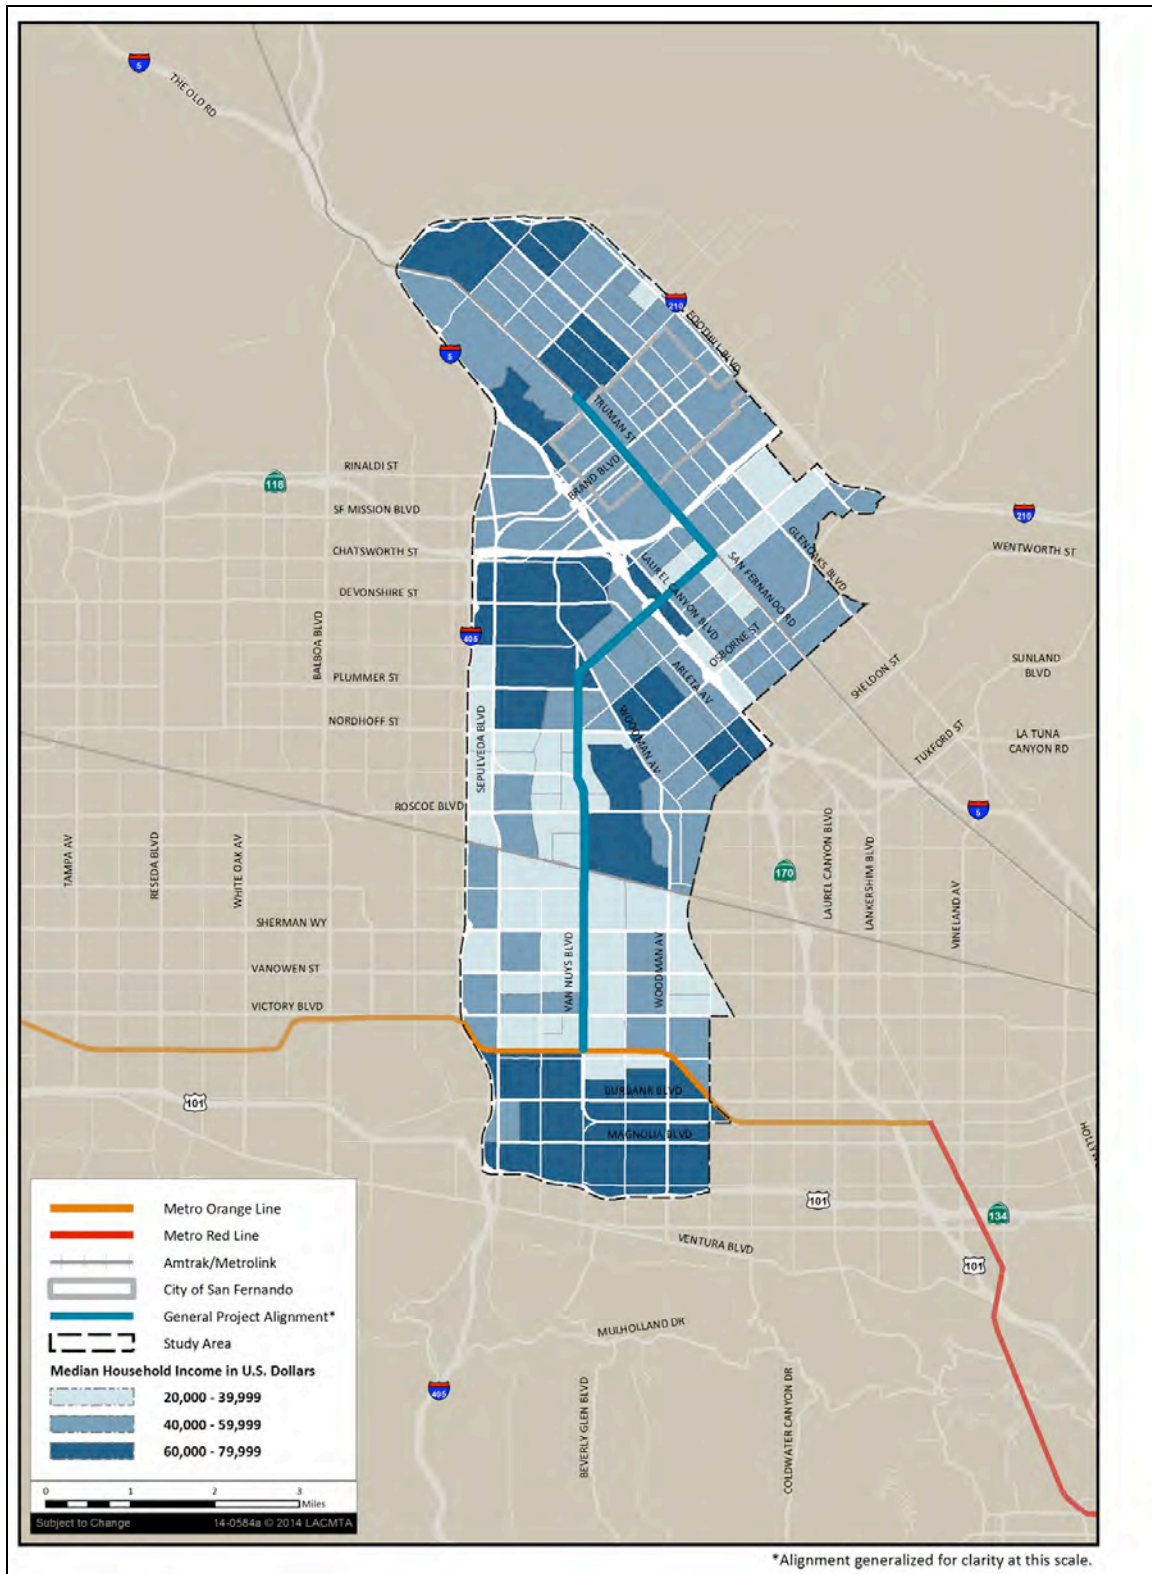 5
THE OLD RD
210
FOOTHILL BLVD
5
TRUMAN ST
RINALDI ST
118
BRAND BLVD
SF MISSION BLVD
210
GLENOAKS BLVD
CHATSWORTH ST
WENTWORTH ST
LAUREL CANYON BLVD
SAN FERNANDO RD
DEVONSHIRE ST
BALBOA BLVD
405
OSBORNE ST
SUNLAND
BLVD
PLUMMER ST
ARLETA AV
SHELDON ST
NORDHOFF ST
SEPULVEDA BLVD
WOODMAN AV
TUXFORD ST
LA TUNA
CANYON RD
ROSCOE BLVD
5
TAMPA AV
RESEDA BLVD
WHITE OAK AV
170
LAUREL CANYON BLVD
LANKERSHIM BLVD
VINELAND AV
SHERMAN WY
VAN NUYS BLVD
WOODMAN AV
VANOWEN ST
VICTORY BLVD
101
BURBANK BLVD
MAGNOLIA BLVD
HOLLYW
101
134
VENTURA BLVD
101
MULHOLLAND DR
405
BEVERLY GLEN BLVD
COLDWATER CANYON DR
Metro Orange Line
Metro Red Line
Amtrak/Metrolink
City of San Fernando
General Project Alignment*
Study Area
Median Household Income in U.S. Dollars
20,000 - 39,999
40,000 - 59,999
60,000 - 79,999
0 1 2 3
Miles
Subject to Change 14-0584a © 2014 LACMTA
*Alignment generalized for clarity at this scale.